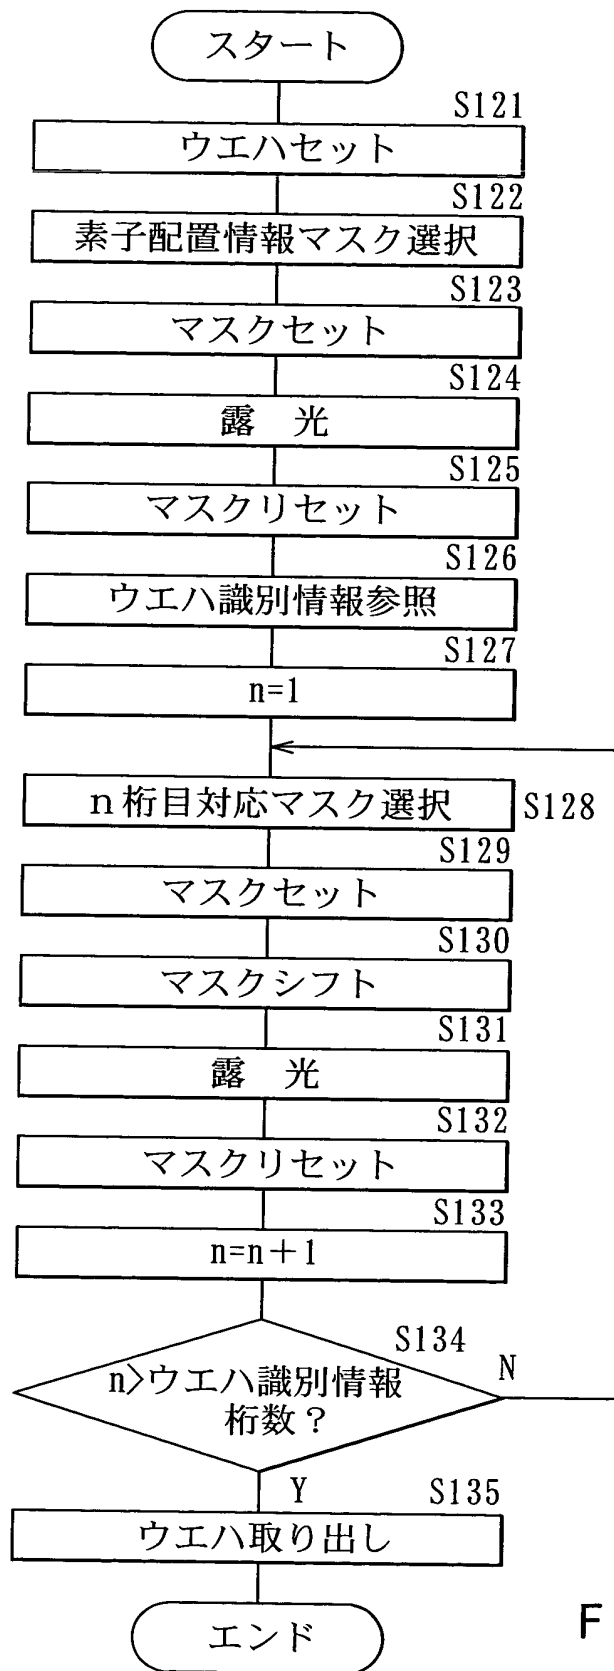 スタート
S121
ウエハセット
S122
素子配置情報マスク選択
S123
マスクセット
S124
露　光
S125
マスクリセット
S126
ウエハ識別情報参照
S127
n=1
n桁目対応マスク選択 S128
S129
マスクセット
S130
マスクシフト
S131
露　光
S132
マスクリセット
S133
n=n+1
S134
N
n>ウエハ識別情報
桁数？
Y
S135
ウエハ取り出し
エンド
F